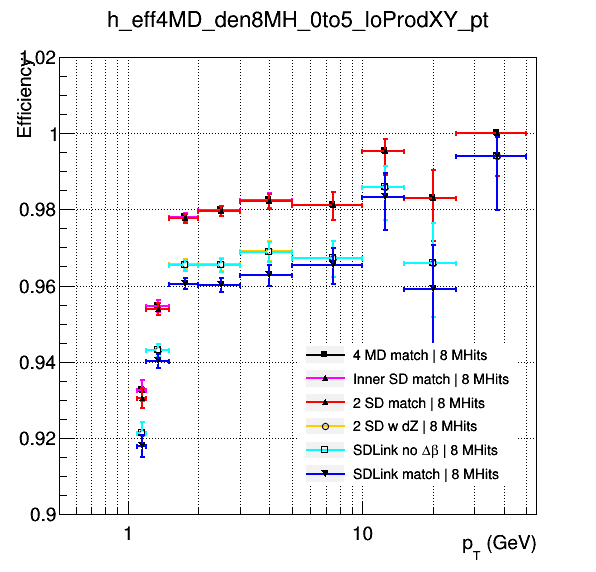 h_eff4MD_den8MH_0to5_loProdXY_pt
Efficiency
1.02
1
0.98
0.96
0.94
0.92
0.9
4 MD match | 8 MHits
Inner SD match | 8 MHits
2 SD match | 8 MHits
2 SD w dZ | 8 MHits
SDLink no Δβ | 8 MHits
SDLink match | 8 MHits
1
10
p_T (GeV)